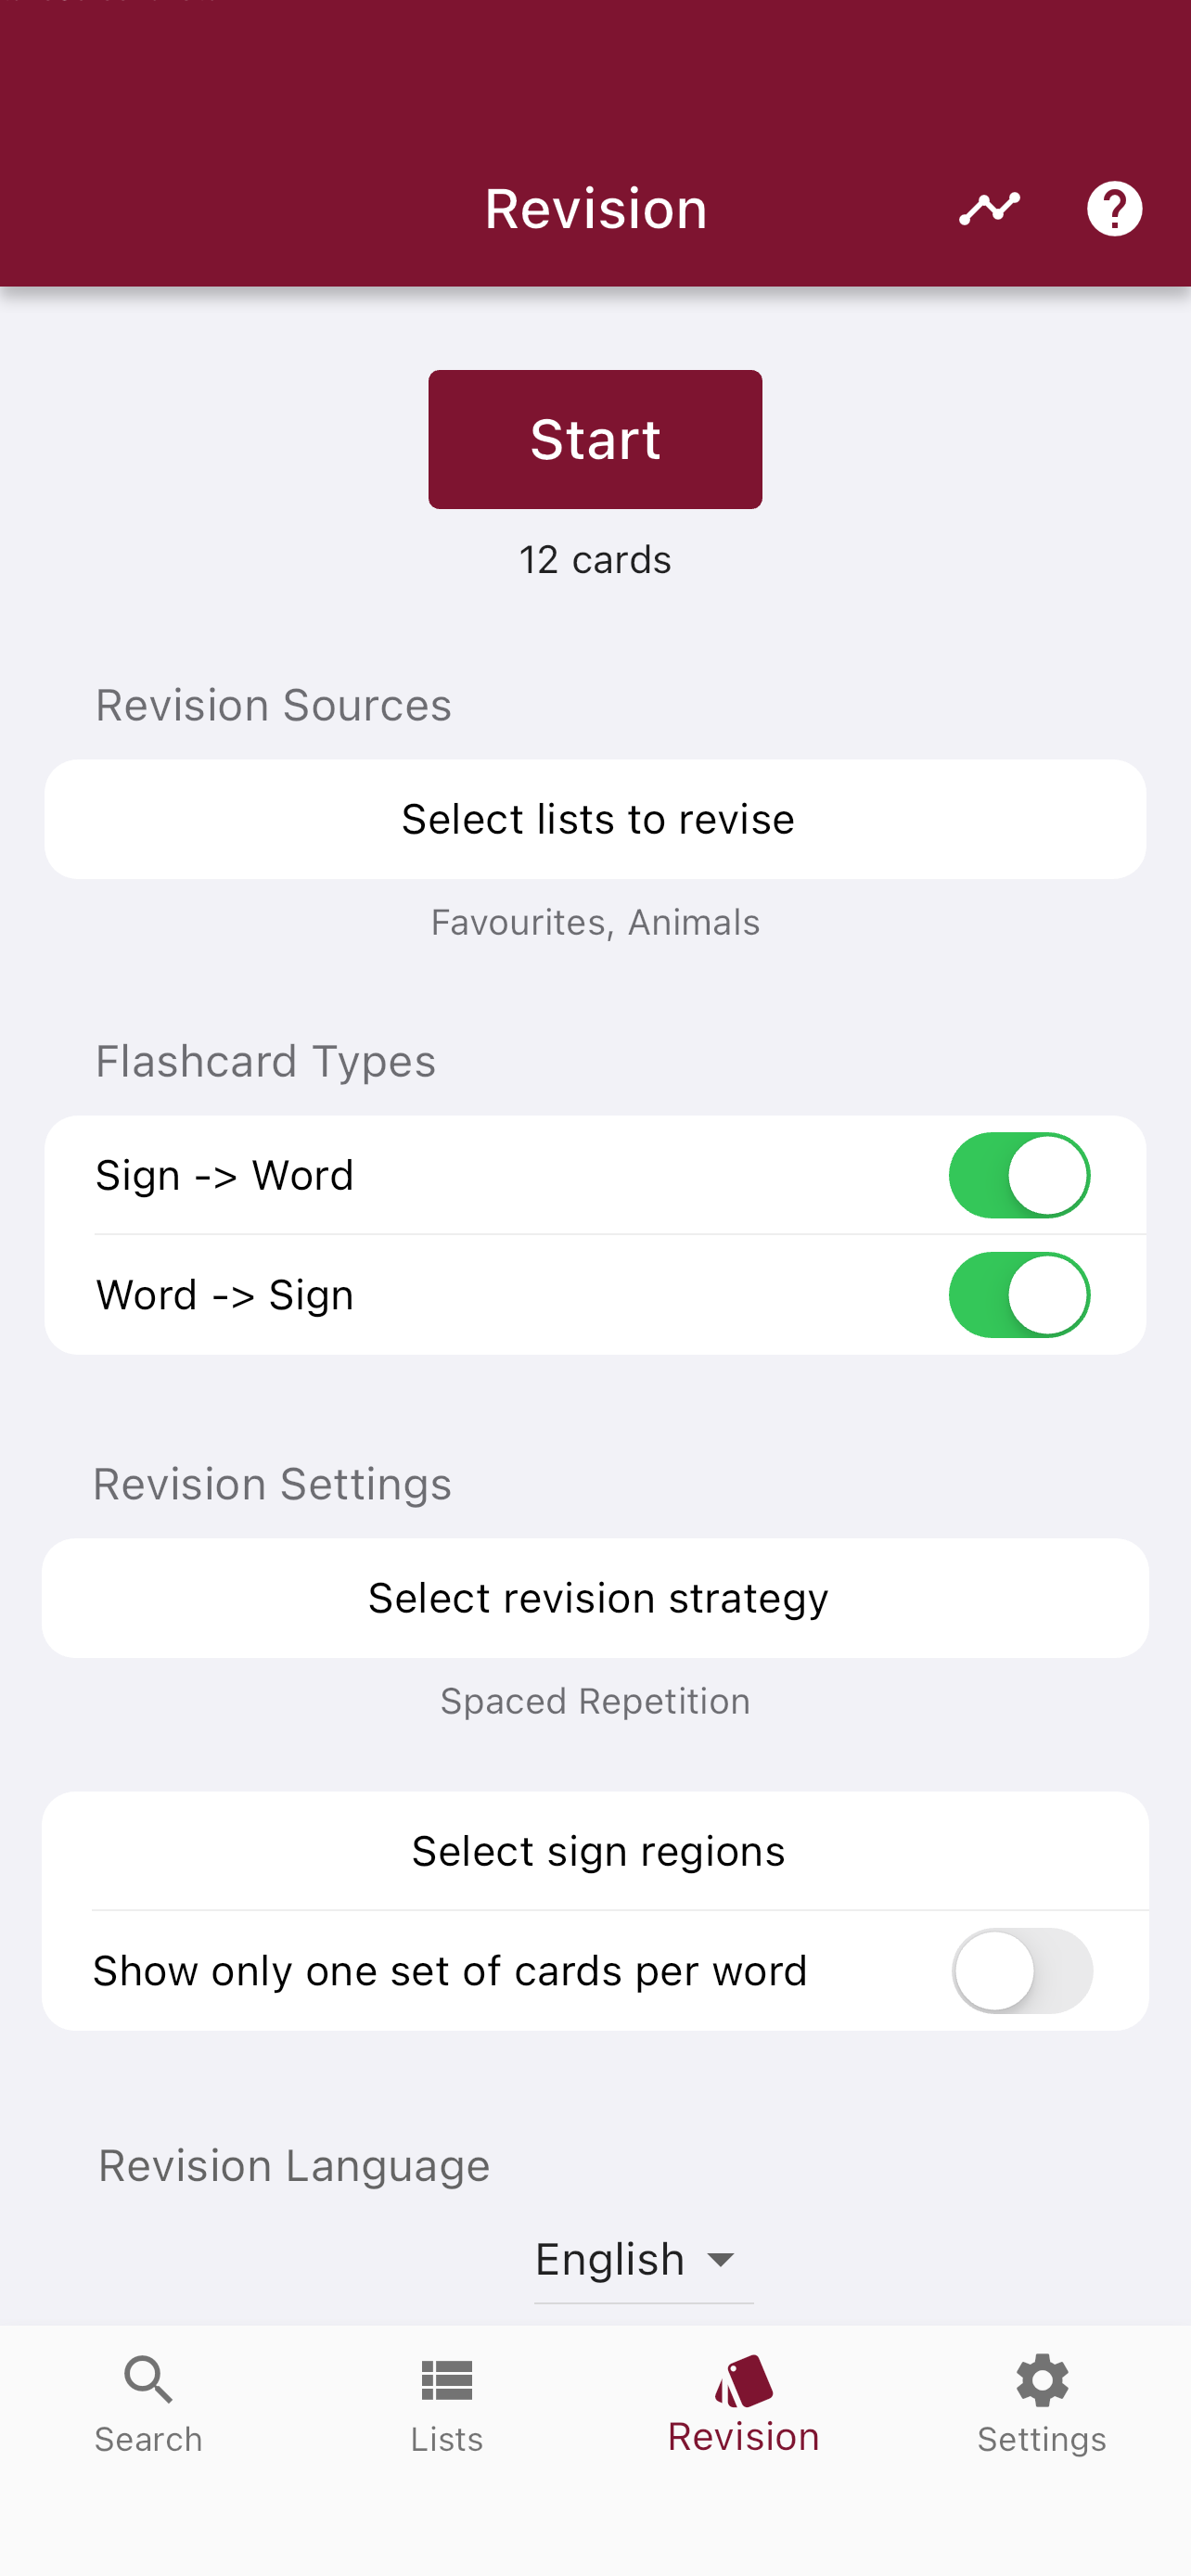 Revision
Start
12 cards
Revision Sources
Select lists to revise
Favourites, Animals
Flashcard Types
Sign -> Word
Word -> Sign
Revision Settings
Select revision strategy
Spaced Repetition
Select sign regions
Show only one set of cards per word
Revision Language
English
Search Lists Revision Settings